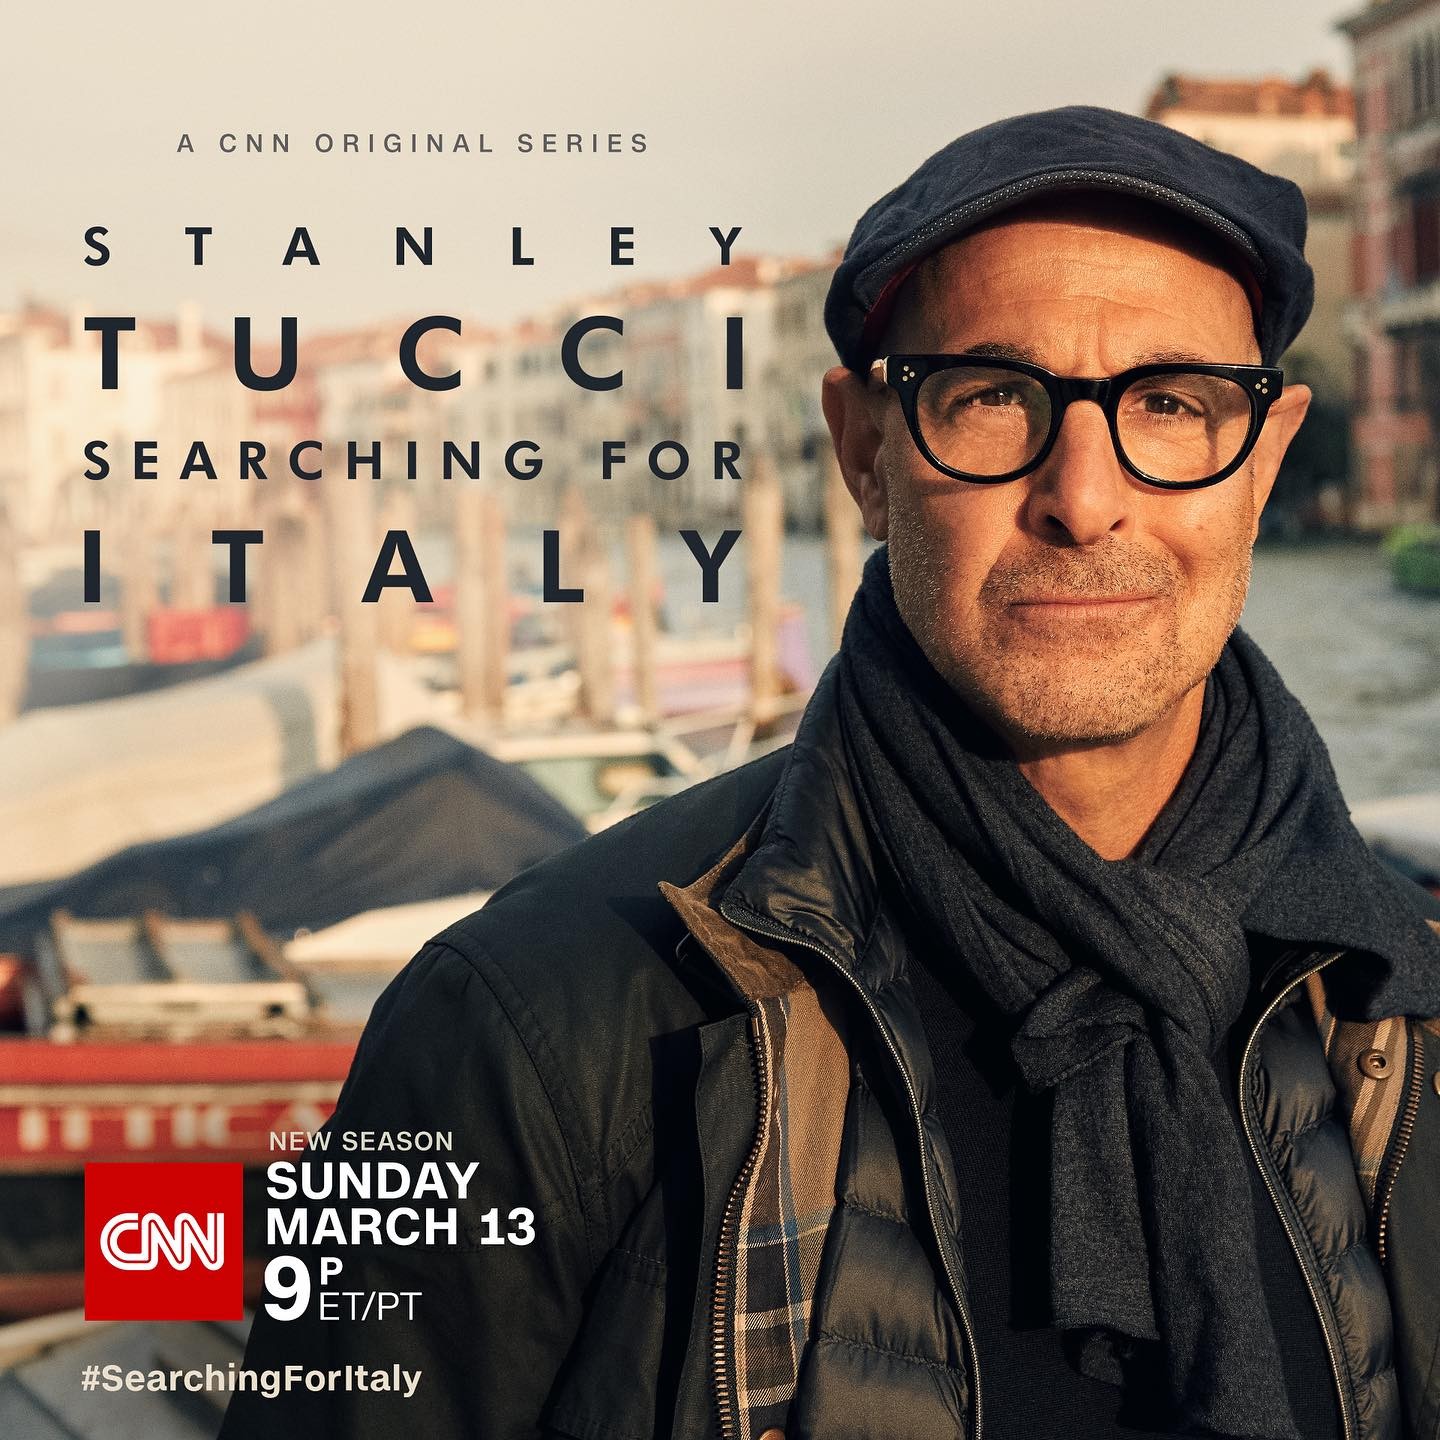 A CNN ORIGINAL SERIES
STANLEY
TUCCI
SEARCHING FOR
ITALY
NEW SEASON
SUNDAY
MARCH 13
9P
ET/PT
CNN
#SearchingForItaly